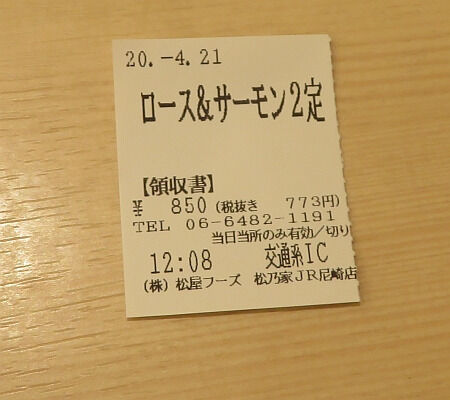 20.-4.21
ロース&サーモン2定
【領収書】
¥ 850(税抜き 773円)
TEL 06-6482-1191
当日当所のみ有効/切り
12:08 交通系IC
(株)松屋フーズ 松乃家JR尼崎店